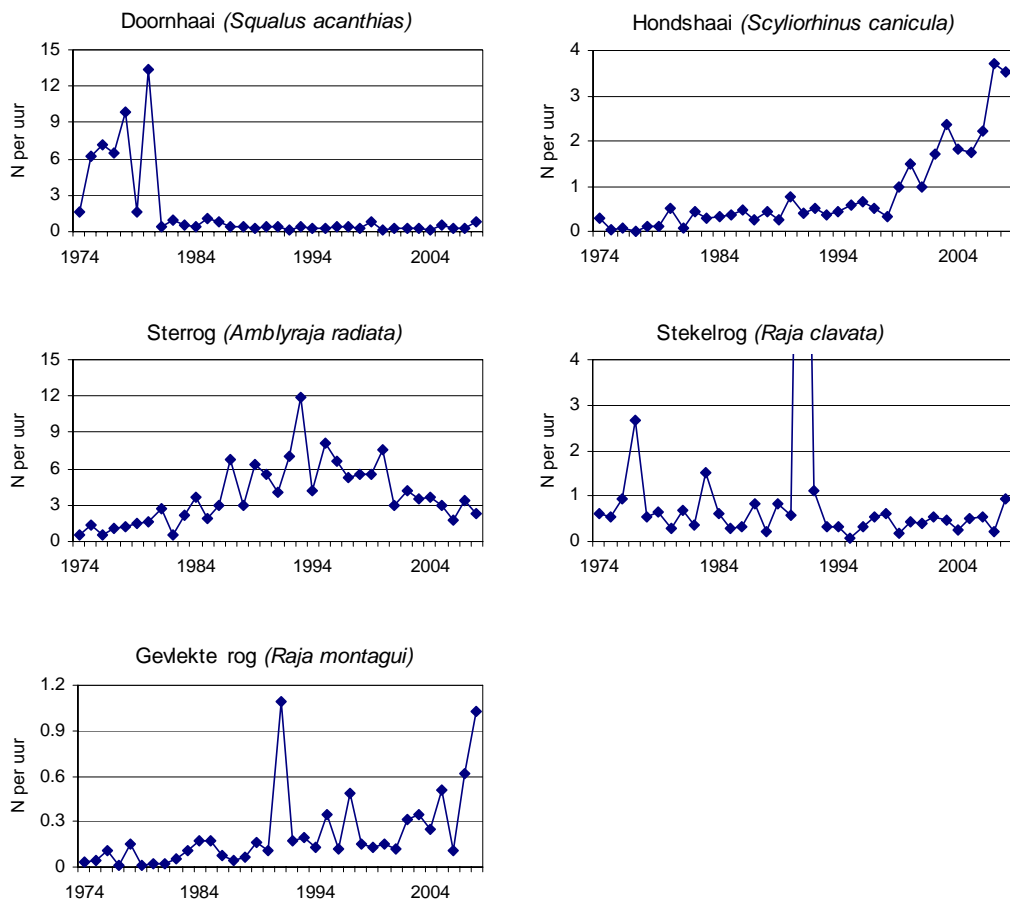 Doornhaai (Squalus acanthias)
N per uur
15
12
9
6
3
0
1974 1984 1994 2004
Hondshaai (Scyliorhinus canicula)
N per uur
4
3
2
1
0
1974 1984 1994 2004
Sterrog (Amblyraja radiata)
N per uur
15
12
9
6
3
0
1974 1984 1994 2004
Stekelrog (Raja clavata)
N per uur
4
3
2
1
0
1974 1984 1994 2004
Gevlekte rog (Raja montagui)
N per uur
1.2
0.9
0.6
0.3
0
1974 1984 1994 2004